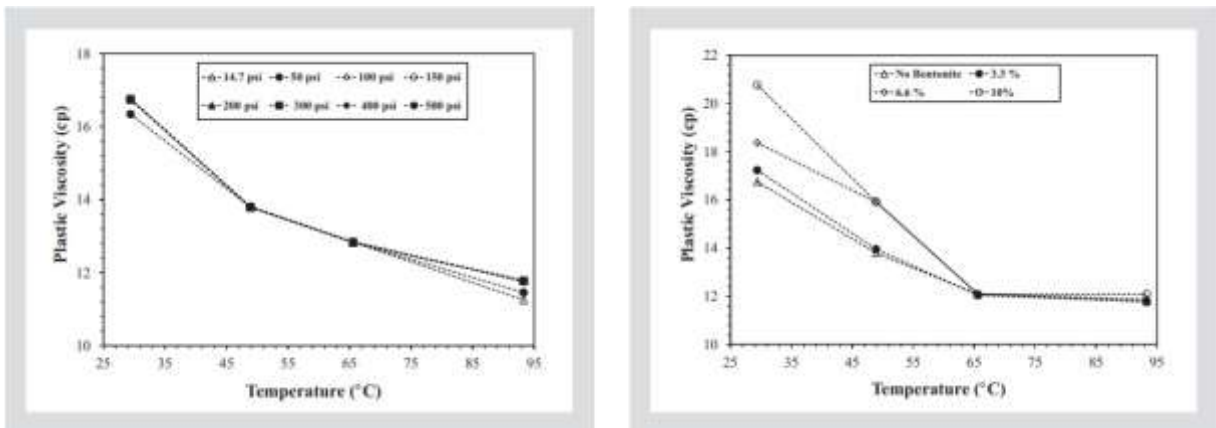 18
16
14
12
10
Plastic Viscosity (cp)
14.7 psi 50 psi 100 psi 150 psi
200 psi 300 psi 400 psi 500 psi
25 35 45 55 65 75 85 95
Temperature (°C)
22
20
18
16
14
12
10
Plastic Viscosity (cp)
No Bentonite 3.3 %
6.6 % 10%
25 35 45 55 65 75 85 95
Temperature (°C)